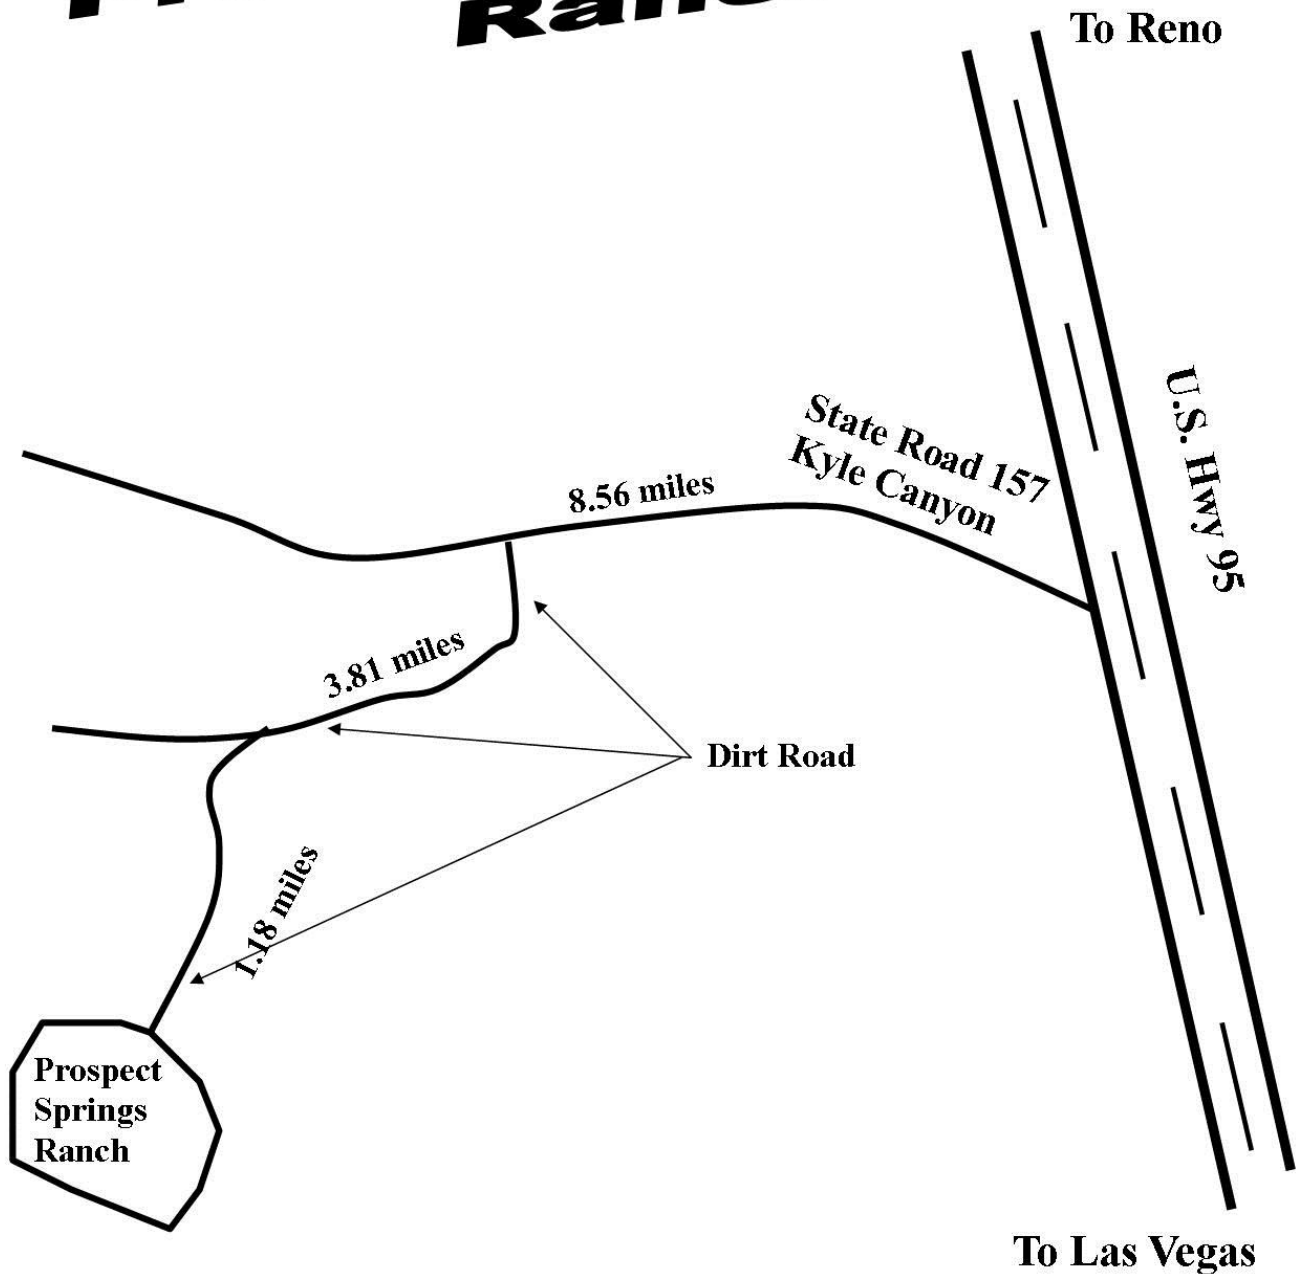 To Reno
U.S. Hwy 95
State Road 157
Kyle Canyon
8.56 miles
3.81 miles
Dirt Road
1.18 miles
Prospect
Springs
Ranch
To Las Vegas